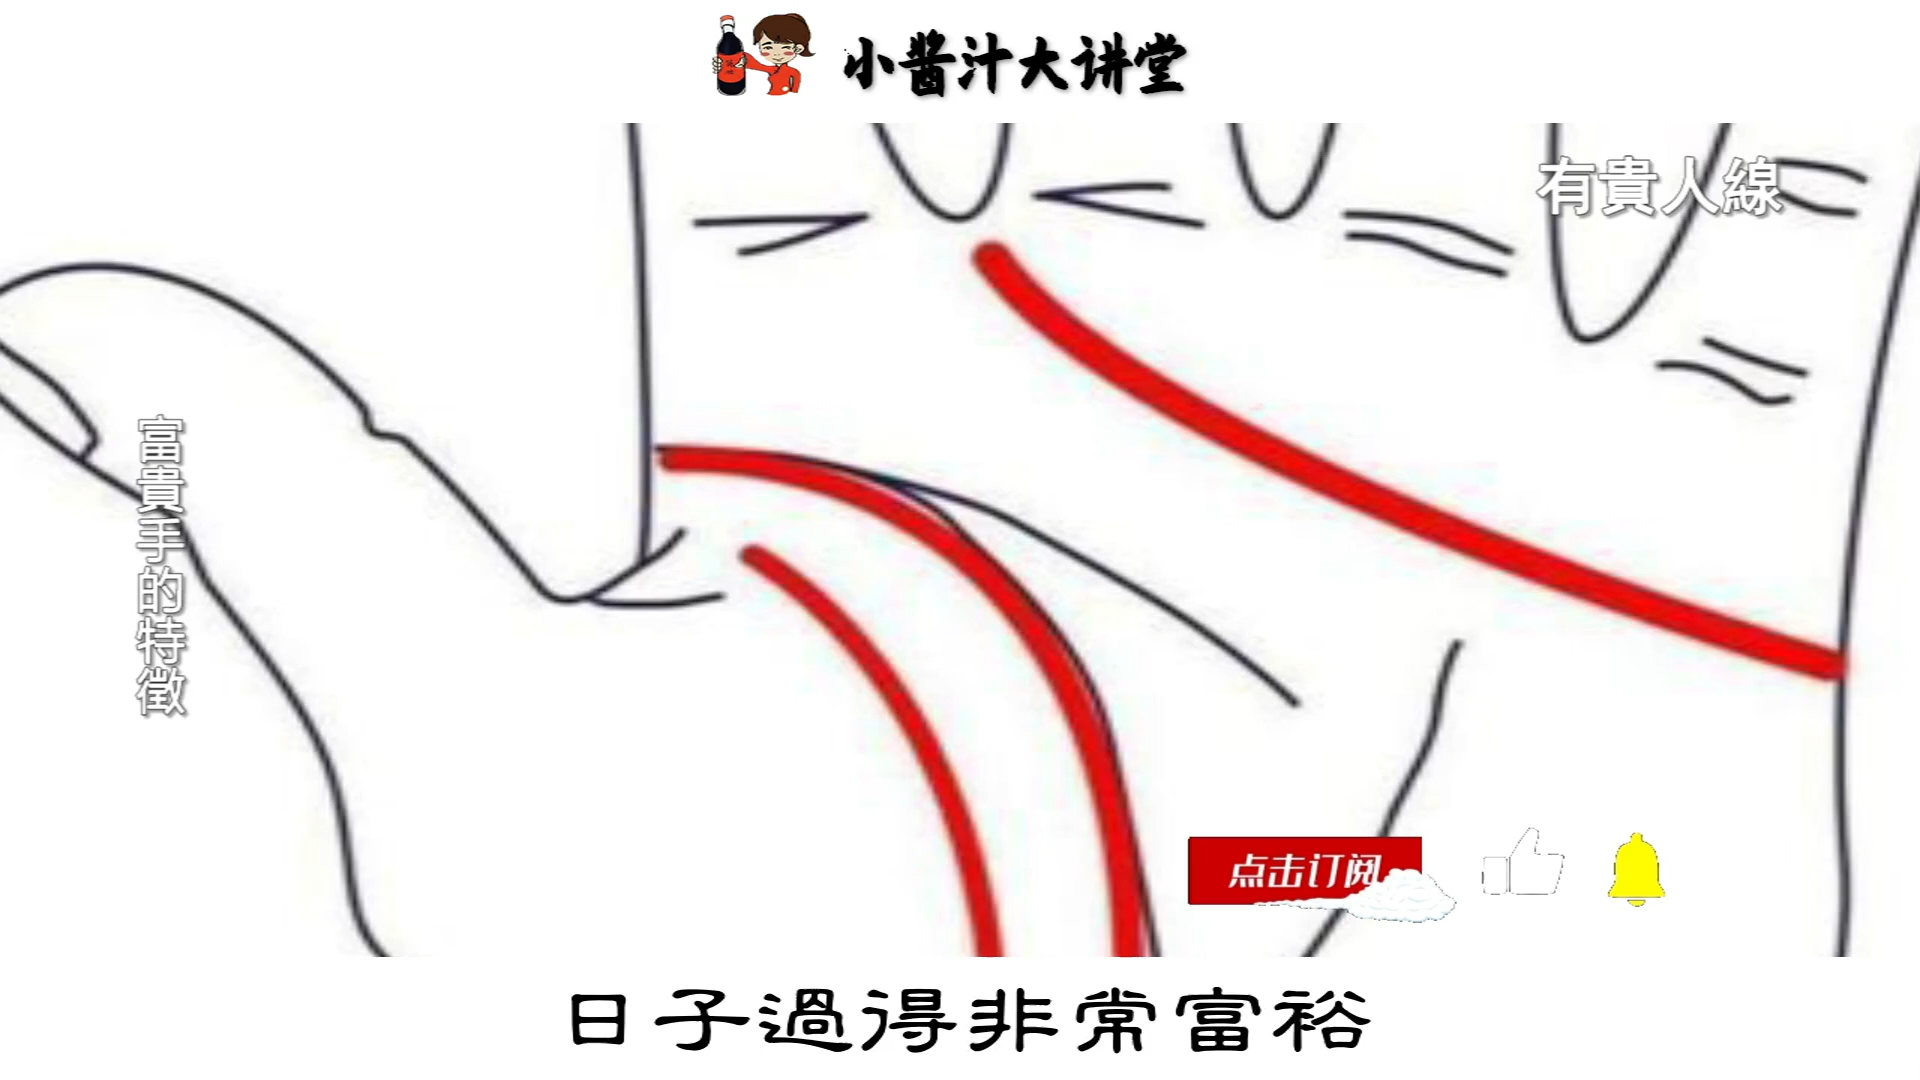 小酱汁大讲堂
有貴人線
富貴手的特徵
点击订阅
日子過得非常富裕